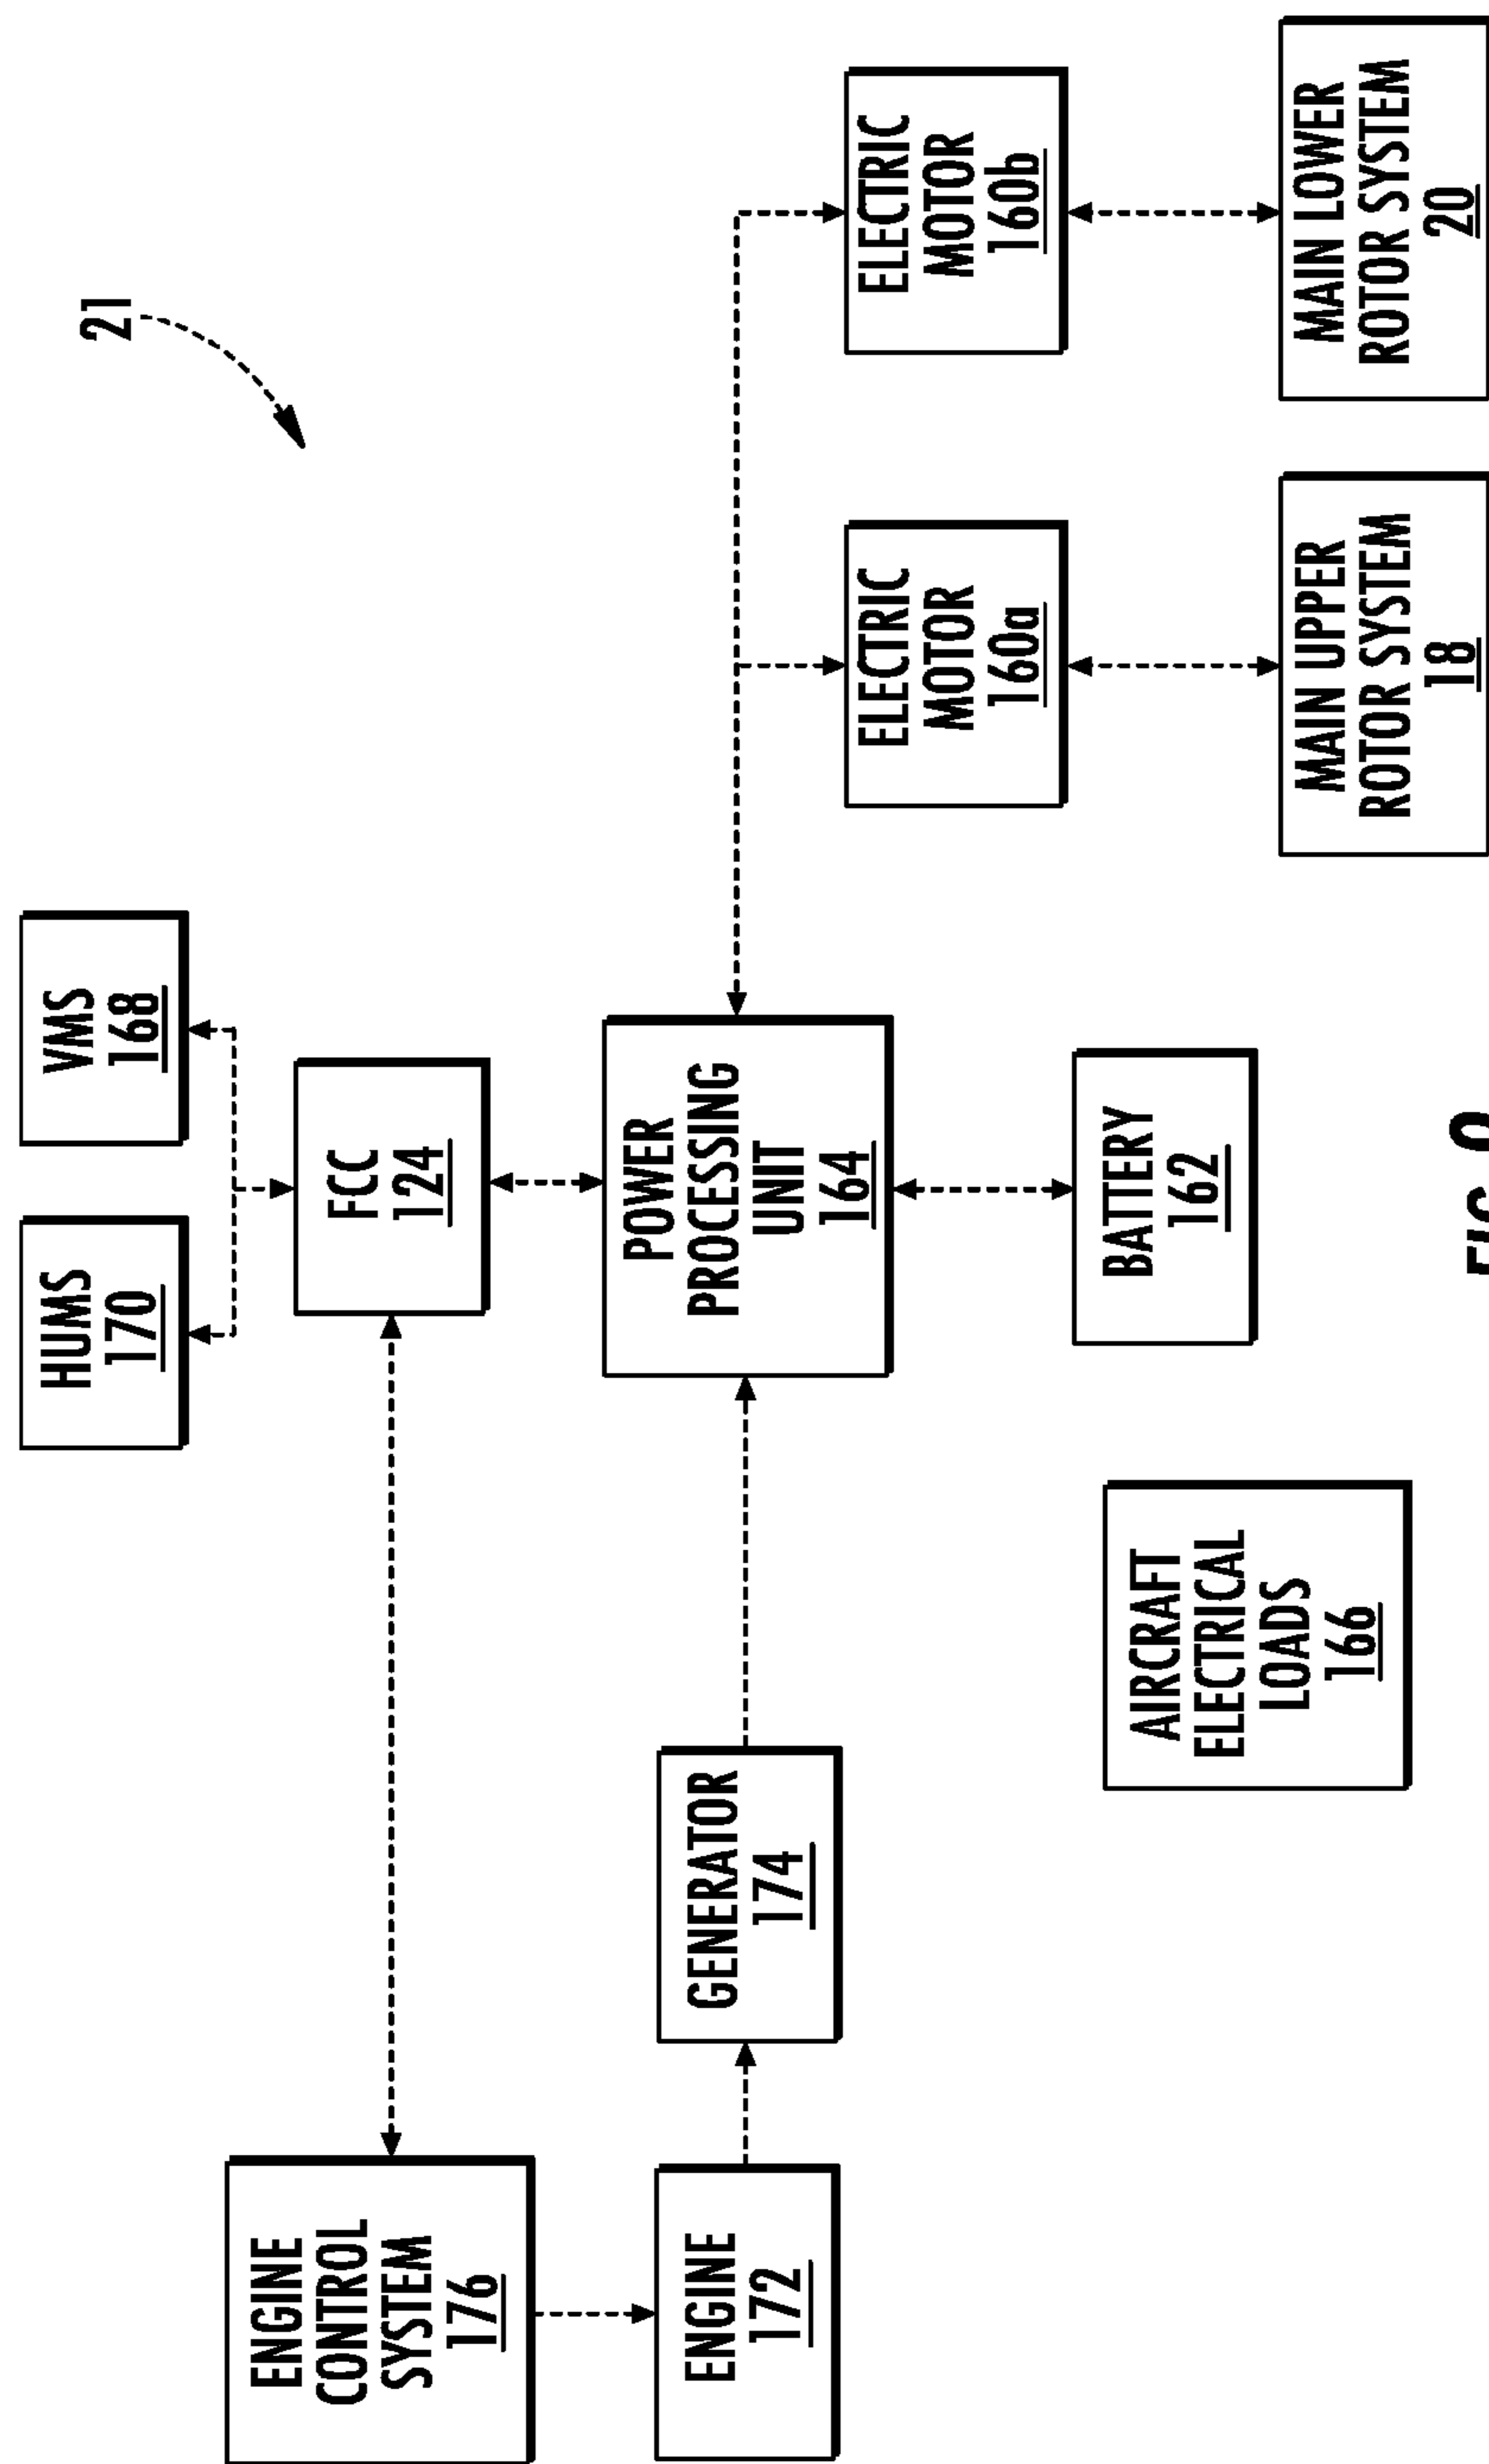 HUMS
170
VMS
168
21
ENGINE
CONTROL
SYSTEM
176
FCC
124
ENGINE
172
GENERATOR
174
POWER
PROCESSING
UNIT
164
ELECTRIC
MOTOR
160a
ELECTRIC
MOTOR
160b
AIRCRAFT
ELECTRICAL
LOADS
166
BATTERY
162
MAIN UPPER
ROTOR SYSTEM
18
MAIN LOWER
ROTOR SYSTEM
20